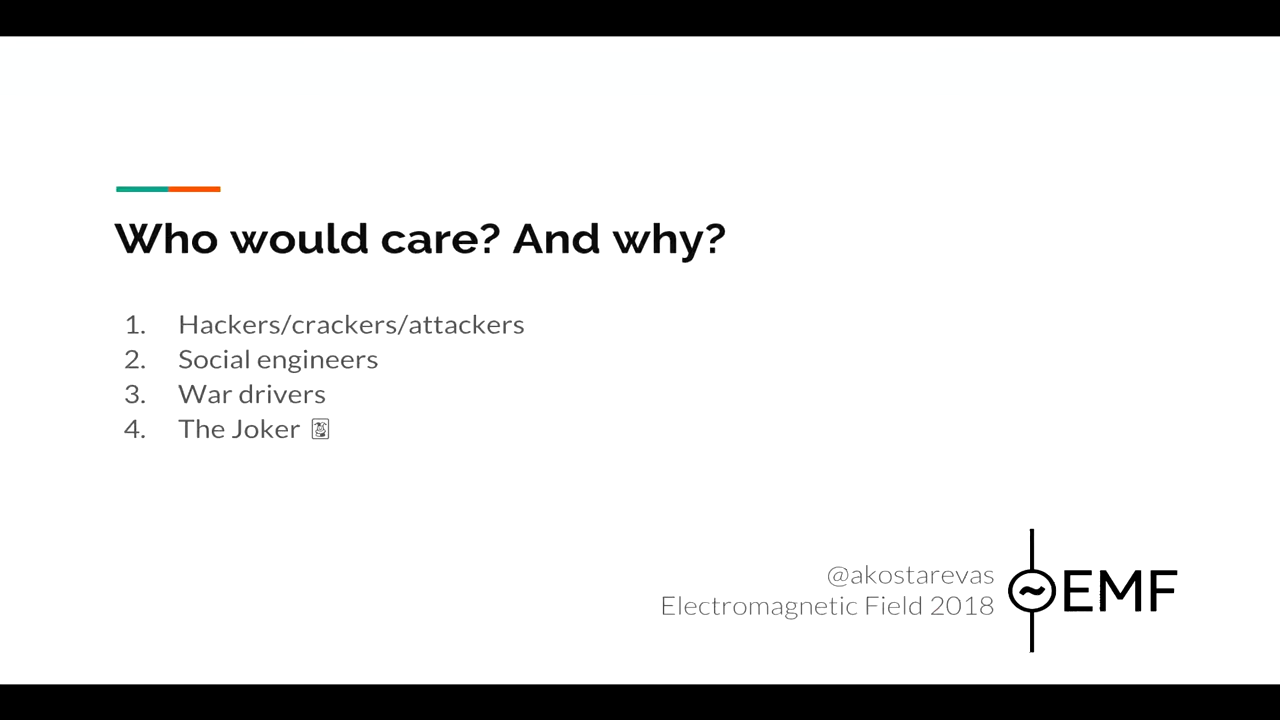 Who would care? And why?
1. Hackers/crackers/attackers
2. Social engineers
3. War drivers
4. The Joker 🃏
@akostarevas
Electromagnetic Field 2018
EMF